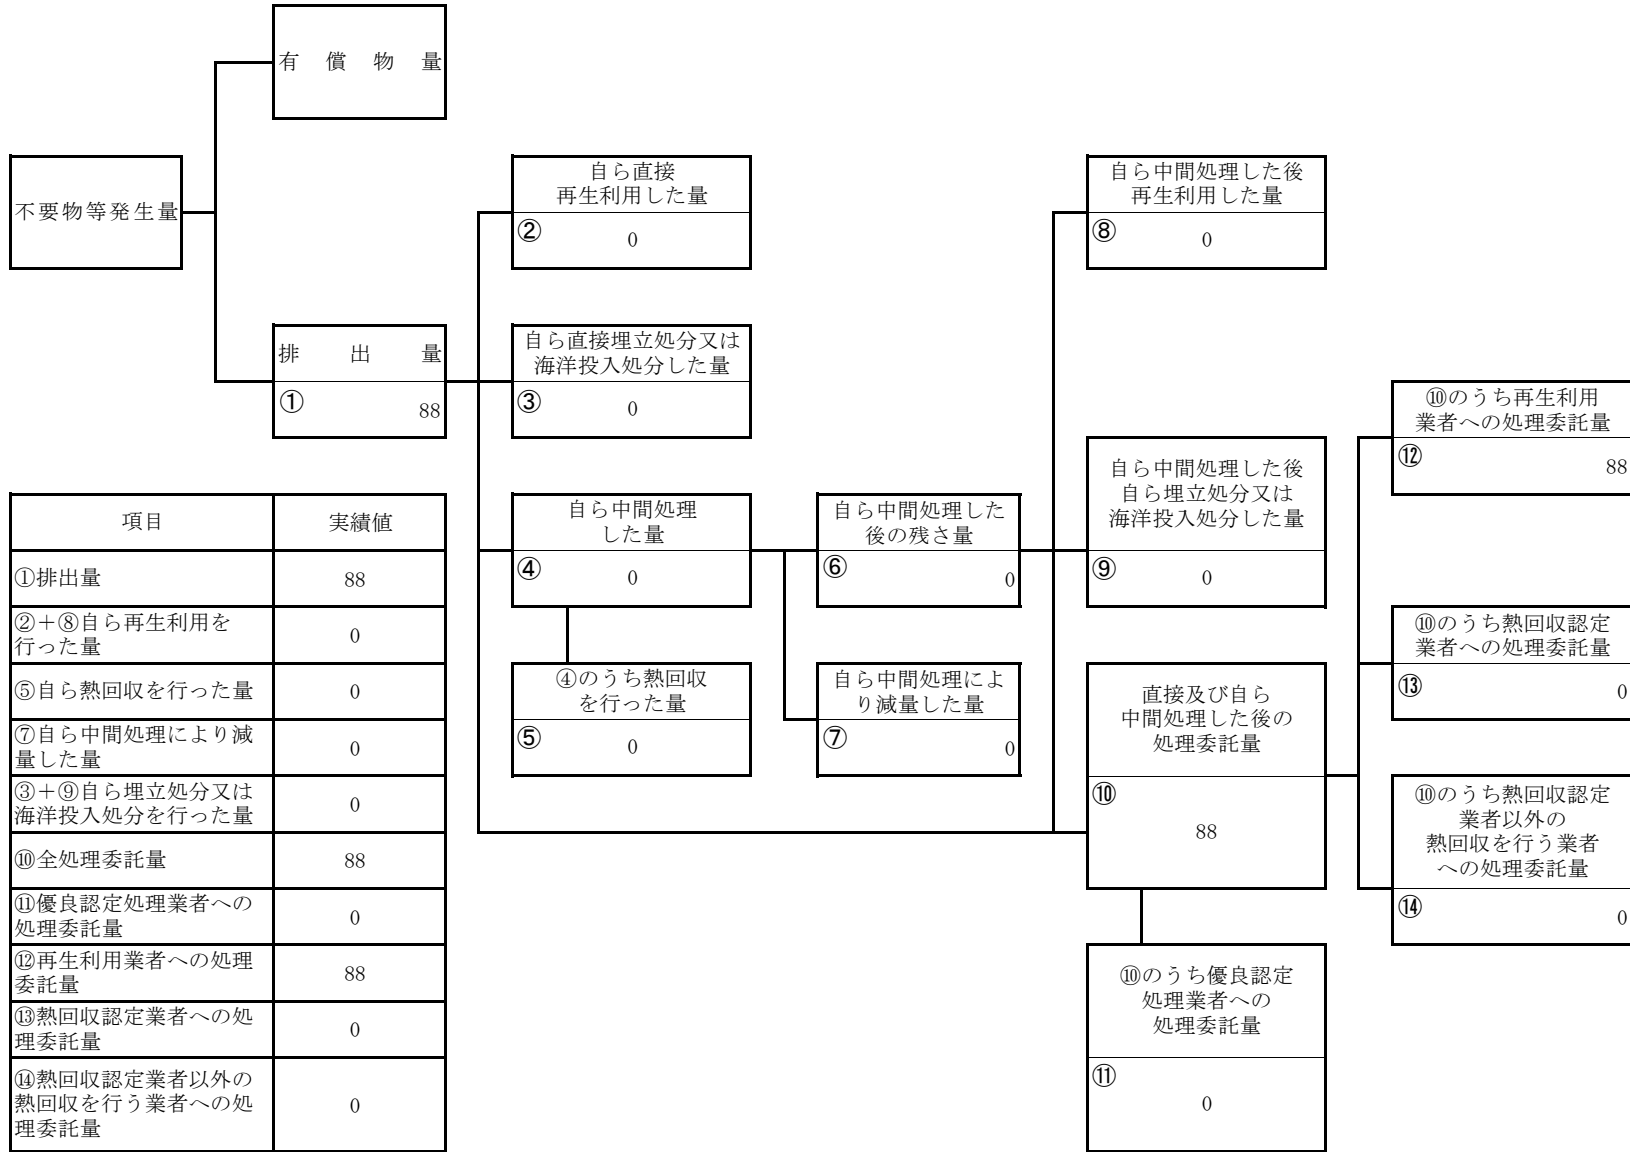 有償物量
不要物等発生量
排出量
①
88
自ら直接
再生利用した量
②
0
自ら直接埋立処分又は
海洋投入処分した量
③
0
自ら中間処理
した量
④
0
④のうち熱回収
を行った量
⑤
0
自ら中間処理した
後の残さ量
⑥
0
自ら中間処理によ
り減量した量
⑦
0
自ら中間処理した後
再生利用した量
⑧
0
自ら中間処理した後
自ら埋立処分又は
海洋投入処分した量
⑨
0
直接及び自ら
中間処理した後の
処理委託量
⑩
88
⑩のうち優良認定
処理業者への
処理委託量
⑪
0
⑩のうち再生利用
業者への処理委託量
⑫
88
⑩のうち熱回収認定
業者への処理委託量
⑬
0
⑩のうち熱回収認定
業者以外の
熱回収を行う業者
への処理委託量
⑭
0
項目 実績値
①排出量 88
②＋⑧自ら再生利用を
行った量 0
⑤自ら熱回収を行った量 0
⑦自ら中間処理により減
量した量 0
③＋⑨自ら埋立処分又は
海洋投入処分を行った量 0
⑩全処理委託量 88
⑪優良認定処理業者への
処理委託量 0
⑫再生利用業者への処理
委託量 88
⑬熱回収認定業者への処
理委託量 0
⑭熱回収認定業者以外の
熱回収を行う業者への処
理委託量 0